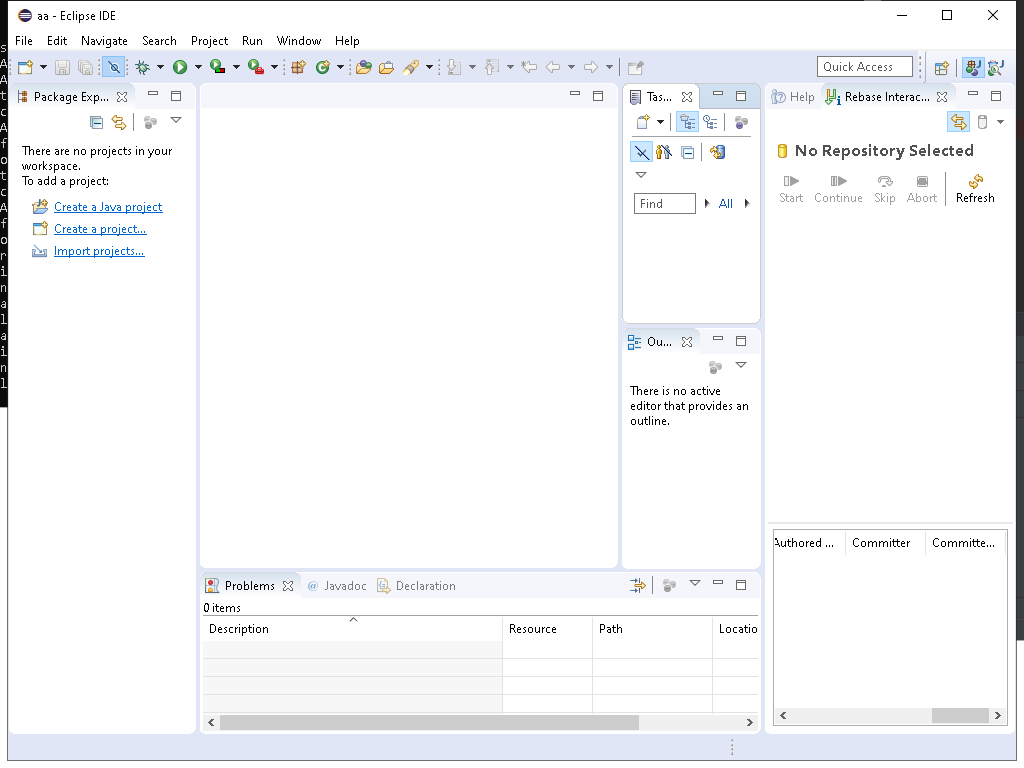 aa - Eclipse IDE
File Edit Navigate Search Project Run Window Help
Quick Access
Package Exp...
There are no projects in your
workspace.
To add a project:
Create a Java project
Create a project...
Import projects...
Tas...
Find
All
Ou...
There is no active
editor that provides an
outline.
Help
Rebase Interac...
No Repository Selected
Start Continue Skip Abort Refresh
Authored ... Committer Committe...
Problems @ Javadoc Declaration
0 items
Description Resource Path Locatio